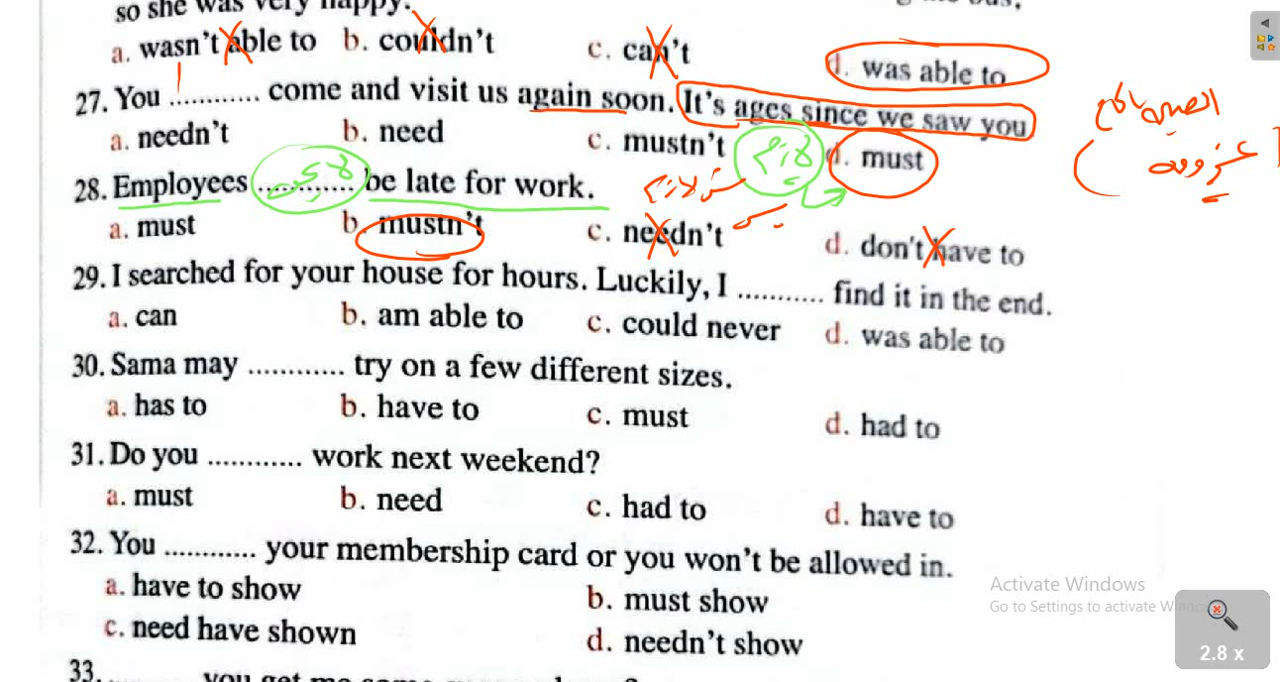 so she was very happy.
a. wasn't able to b. couldn't c. can't d. was able to
27. You ............ come and visit us again soon. It's ages since we saw you
a. needn't b. need c. mustn't d. must
لازم
28. Employees ............ be late for work.
a. must b. mustn't c. needn't d. don't have to
29. I searched for your house for hours. Luckily, I ........... find it in the end.
a. can b. am able to c. could never d. was able to
30. Sama may ............ try on a few different sizes.
a. has to b. have to c. must d. had to
31. Do you ............ work next weekend?
a. must b. need c. had to d. have to
32. You ............ your membership card or you won't be allowed in.
a. have to show b. must show
c. need have shown d. needn't show
33.
Activate Windows
Go to Settings to activate
2.8 x